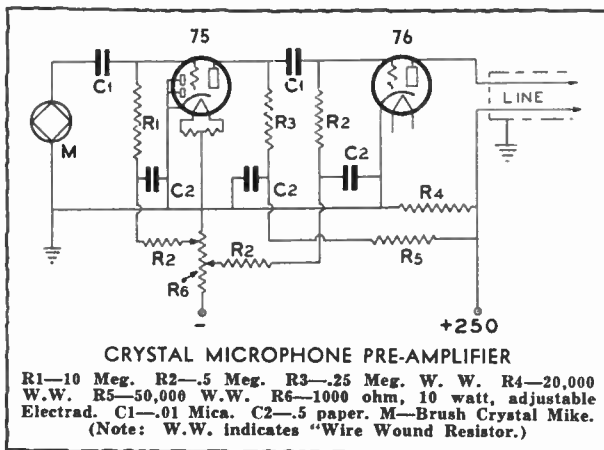 75
76
C1
C1
R1
R3
R2
LINE
M
C2
C2
C2
R4
R2
R2
R5
R6
-
+250
CRYSTAL MICROPHONE PRE-AMPLIFIER
R1—10 Meg. R2—.5 Meg. R3—.25 Meg. W. W. R4—20,000
W.W. R5—50,000 W.W. R6—1000 ohm, 10 watt, adjustable
Electrad. C1—.01 Mica. C2—.5 paper. M—Brush Crystal Mike.
(Note: W.W. indicates "Wire Wound Resistor.)